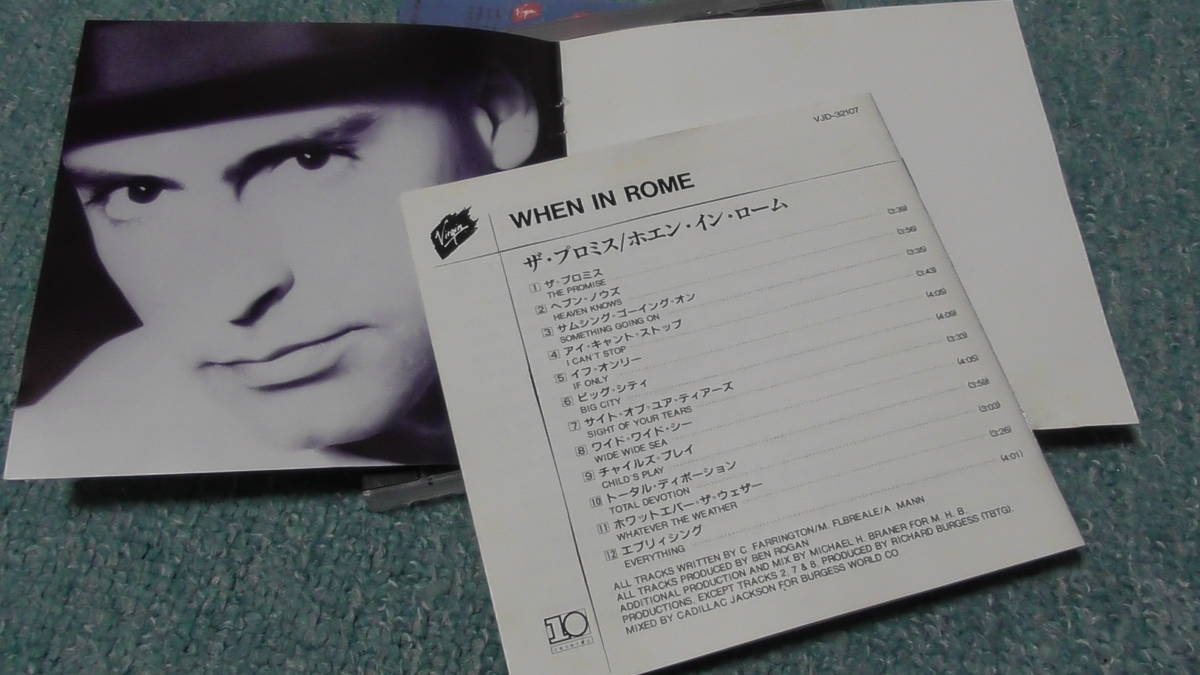 VJD-32107
Virgin
WHEN IN ROME
ザ・プロミス/ホエン・イン・ローム
1 ザ・プロミス (3:39)
THE PROMISE
2 ヘブン・ノウズ (3:56)
HEAVEN KNOWS
3 サムシング・ゴーイング・オン (3:35)
SOMETHING GOING ON
4 アイ・キャント・ストップ (3:43)
I CAN'T STOP
5 イフ・オンリー (4:05)
IF ONLY
6 ビッグ・シティ (4:09)
BIG CITY
7 サイト・オブ・ユア・ティアーズ (3:33)
SIGHT OF YOUR TEARS
8 ワイド・ワイド・シー (4:05)
WIDE WIDE SEA
9 チャイルズ・プレイ (3:59)
CHILD'S PLAY
10 トータル・ディボーション (3:03)
TOTAL DEVOTION
11 ホワットエバー・ザ・ウェザー (3:26)
WHATEVER THE WEATHER
12 エブリィシング (4:01)
EVERYTHING
ALL TRACKS WRITTEN BY C. FARRINGTON/M. FLBREALE/A. MANN
ALL TRACKS PRODUCED BY BEN ROGAN
ADDITIONAL PRODUCTION AND MIX BY MICHAEL H. BRANER FOR M. H. B.
PRODUCTIONS, EXCEPT TRACKS 2, 7 & 8, PRODUCED BY RICHARD BURGESS (TBTG).
MIXED BY CADILLAC JACKSON FOR BURGESS WORLD CO.
10
RECORDS